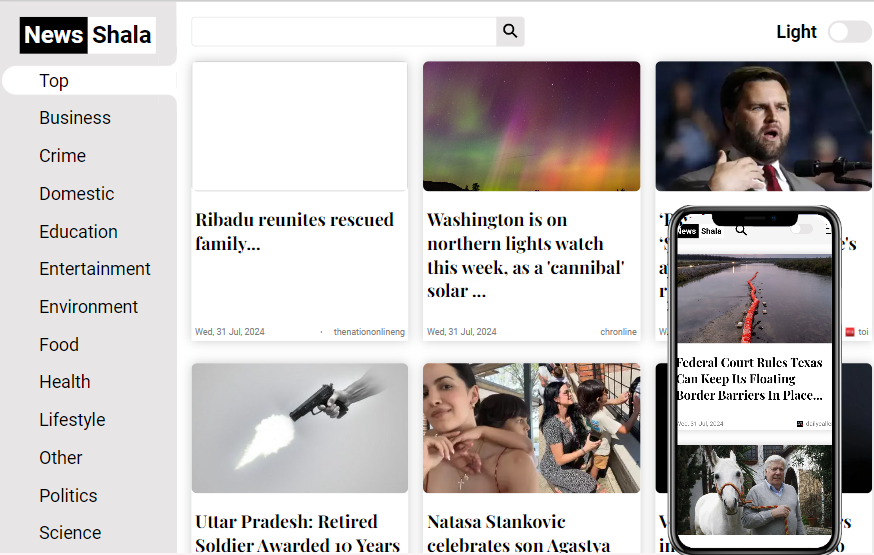 News Shala
Light
Top
Business
Crime
Domestic
Education
Entertainment
Environment
Food
Health
Lifestyle
Other
Politics
Science
Ribadu reunites rescued
family...
Wed, 31 Jul, 2024
thenationonlineng
Washington is on
northern lights watch
this week, as a 'cannibal'
solar ...
Wed, 31 Jul, 2024
chronline
toi
Uttar Pradesh: Retired
Soldier Awarded 10 Years
Natasa Stankovic
celebrates son Agastya
News Shala
Federal Court Rules Texas
Can Keep Its Floating
Border Barriers In Place...
Wed, 31 Jul, 2024